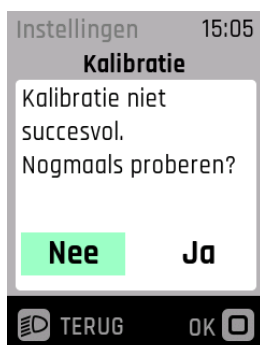 Instellingen 15:05
Kalibratie
Kalibratie niet
succesvol.
Nogmaals proberen?
Nee Ja
TERUG OK